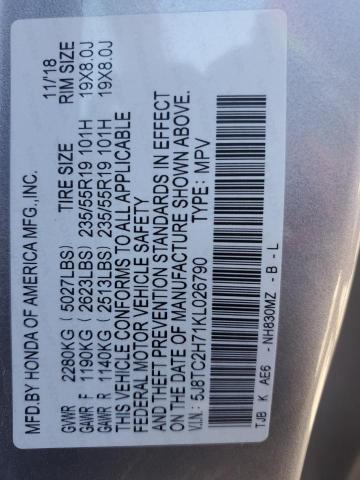 MFD.BY HONDA OF AMERICA MFG.,INC. 11/'18
GVWR 2280KG (5027LBS) TIRE SIZE RIM SIZE
GAWR F 1190KG (2623LBS) 235/55R19 101H 19X8.0J
GAWR R 1140KG (2513LBS) 235/55R19 101H 19X8.0J
THIS VEHICLE CONFORMS TO ALL APPLICABLE
FEDERAL MOTOR VEHICLE SAFETY
AND THEFT PREVENTION STANDARDS IN EFFECT
ON THE DATE OF MANUFACTURE SHOWN ABOVE.
V.I.N.: 5J8TC2H71KL026790 TYPE: MPV
TJB K AE6 - NH830MZ - B - L